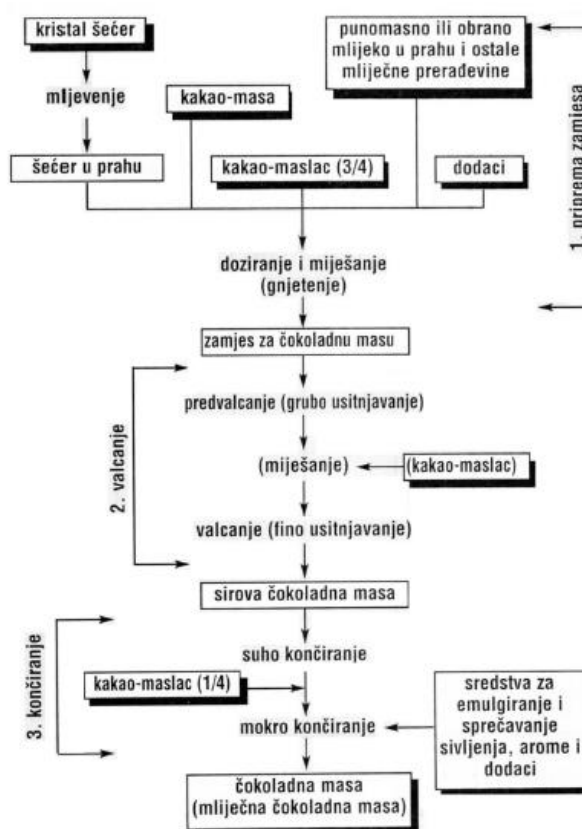 kristal šećer
punomasno ili obrano
mlijeko u prahu i ostale
mliječne prerađevine
mljevenje
kakao-masa
šećer u prahu
kakao-maslac (3/4)
dodaci
1. priprema zamjesa
doziranje i miješanje
(gnjetenje)
zamjes za čokoladnu masu
predvalcanje (grubo usitnjavanje)
2. valcanje
(miješanje)
(kakao-maslac)
valcanje (fino usitnjavanje)
sirova čokoladna masa
3. končiranje
suho končiranje
kakao-maslac (1/4)
mokro končiranje
sredstva za
emulgiranje i
sprečavanje
sivljenja, arome i
dodaci
čokoladna masa
(mliječna čokoladna masa)